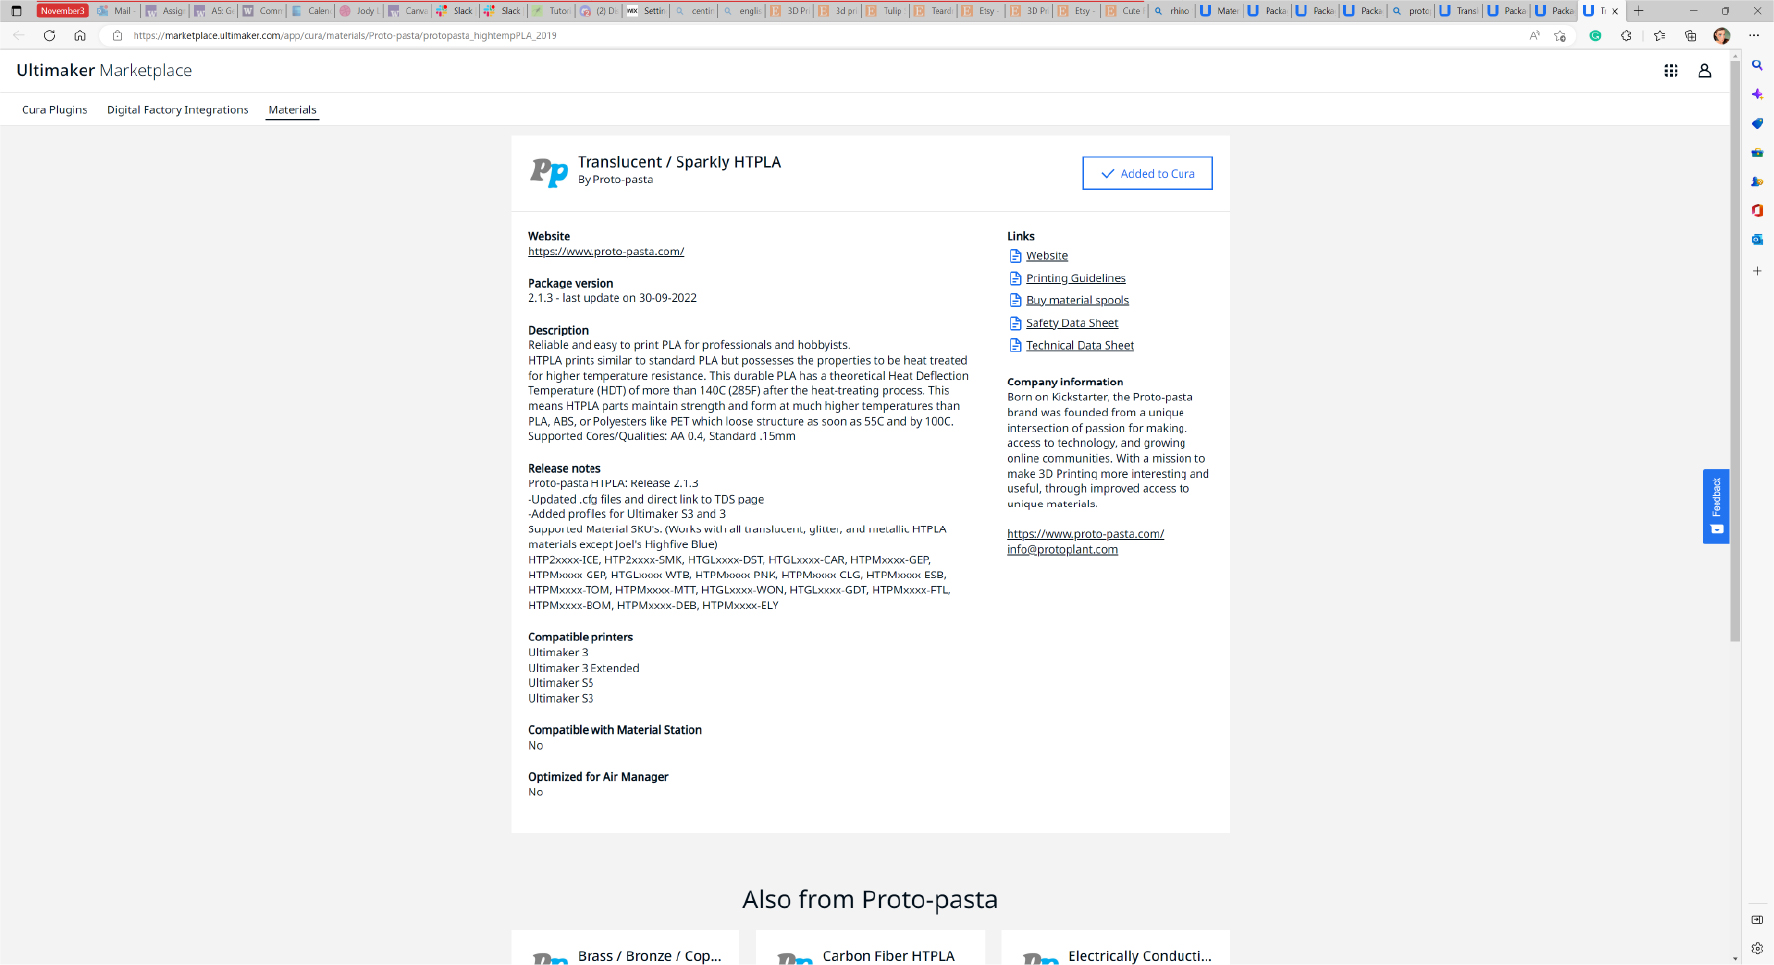 November3
Mail -
Assig
A5: G
Comm
Calen
Jody L
Canva
Slack
Slack
Tutor
(2) Di
Settin
centin
englis
3D Pr
3d pr
Tulip
Teard
Etsy -
3D Pr
Etsy -
Cute
rhino
Mater
Packa
Packa
Packa
proto
Trans
Packa
Packa
https://marketplace.ultimaker.com/app/cura/materials/Proto-pasta/protopasta_hightempPLA_2019
Ultimaker Marketplace
Cura Plugins
Digital Factory Integrations
Materials
Pp
Translucent / Sparkly HTPLA
By Proto-pasta
Added to Cura
Website
https://www.proto-pasta.com/
Package version
2.1.3 - last update on 30-09-2022
Description
Reliable and easy to print PLA for professionals and hobbyists.
HTPLA prints similar to standard PLA but possesses the properties to be heat treated
for higher temperature resistance. This durable PLA has a theoretical Heat Deflection
Temperature (HDT) of more than 140C (285F) after the heat-treating process. This
means HTPLA parts maintain strength and form at much higher temperatures than
PLA, ABS, or Polyesters like PET which loose structure as soon as 55C and by 100C.
Supported Cores/Qualities: AA 0.4, Standard .15mm
Release notes
Proto-pasta HTPLA: Release 2.1.3
-Updated .cfg files and direct link to TDS page
-Added profiles for Ultimaker S3 and 3
Supported Material SKU's: (Works with all translucent, glitter, and metallic HTPLA
materials except Joel's Highfive Blue)
HTP2xxxx-ICE, HTP2xxxx-SMK, HTGLxxxx-DST, HTGLxxxx-CAR, HTPMxxxx-GEP,
HTPMxxxx-GEP, HTGLxxxx-WTB, HTPMxxxx-PNK, HTPMxxxx-CLG, HTPMxxxx-ESB,
HTPMxxxx-TOM, HTPMxxxx-MTT, HTGLxxxx-WON, HTGLxxxx-GDT, HTPMxxxx-FTL,
HTPMxxxx-BOM, HTPMxxxx-DEB, HTPMxxxx-ELY
Compatible printers
Ultimaker 3
Ultimaker 3 Extended
Ultimaker S5
Ultimaker S3
Compatible with Material Station
No
Optimized for Air Manager
No
Links
Website
Printing Guidelines
Buy material spools
Safety Data Sheet
Technical Data Sheet
Company information
Born on Kickstarter, the Proto-pasta
brand was founded from a unique
intersection of passion for making,
access to technology, and growing
online communities. With a mission to
make 3D Printing more interesting and
useful, through improved access to
unique materials.
https://www.proto-pasta.com/
info@protoplant.com
Feedback
Also from Proto-pasta
Brass / Bronze / Cop...
Carbon Fiber HTPLA
Electrically Conducti...